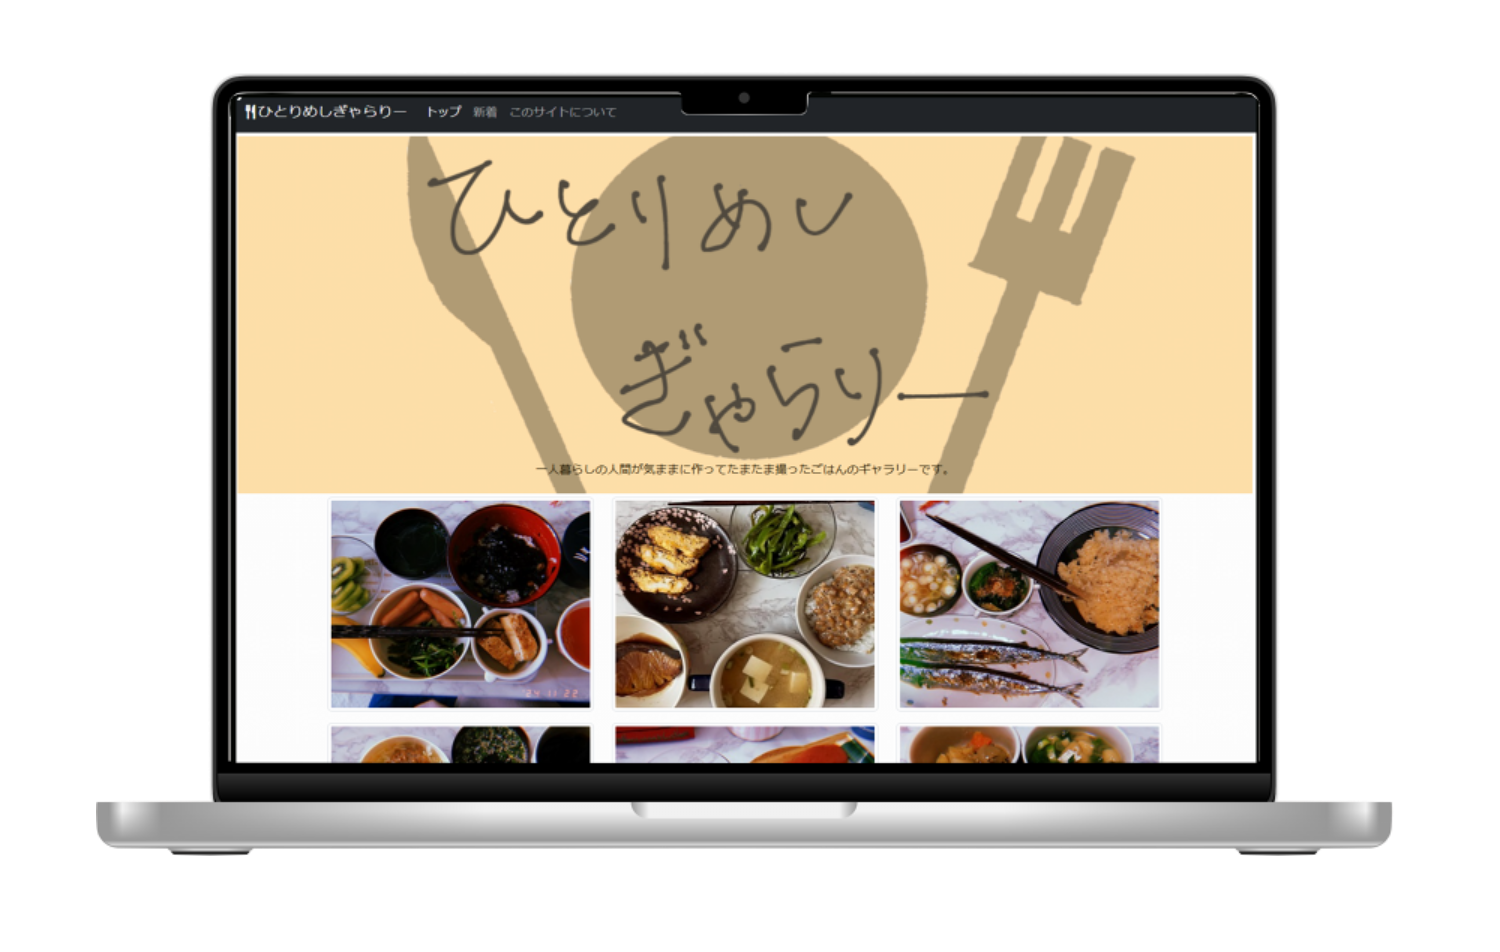 ひとりめしぎゃらりー トップ 新着 このサイトについて
ひとりめし
ぎゃらりー
一人暮らしの人間が気ままに作ってたまたま撮ったごはんのギャラリーです。
'24 11 22